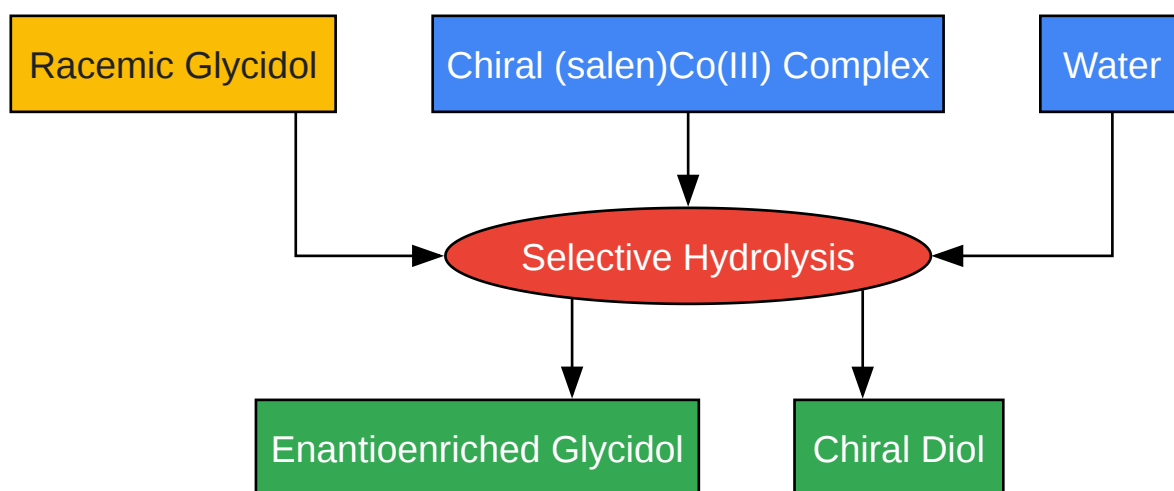 Racemic Glycidol
Chiral (salen)Co(III) Complex
Water
Selective Hydrolysis
Enantioenriched Glycidol
Chiral Diol